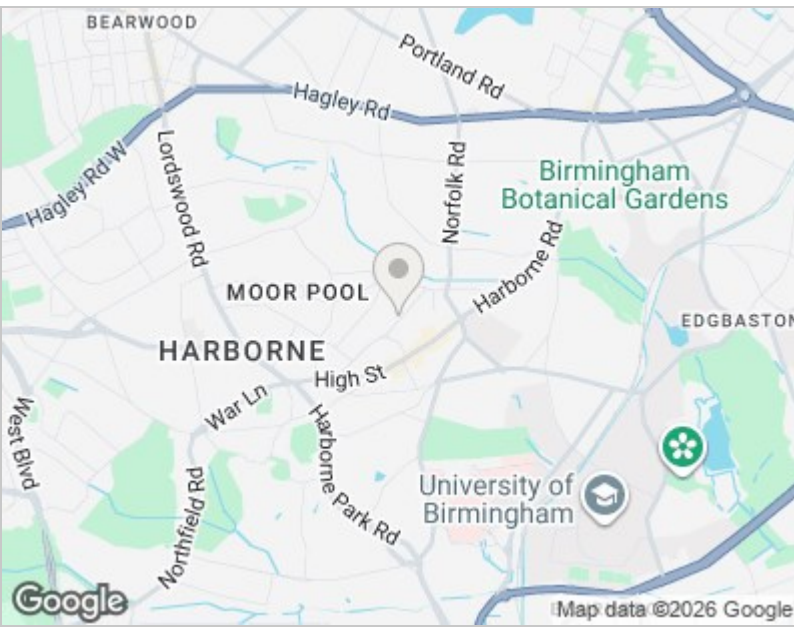 BEARWOOD
Portland Rd
Hagley Rd
Hagley Rd W
Lordswood Rd
Norfolk Rd
Birmingham
Botanical Gardens
Harborne Rd
MOOR POOL
EDGBASTON
HARBORNE
High St
War Ln
West Blvd
Harborne Park Rd
Northfield Rd
University of
Birmingham
Google
Map data ©2026 Google